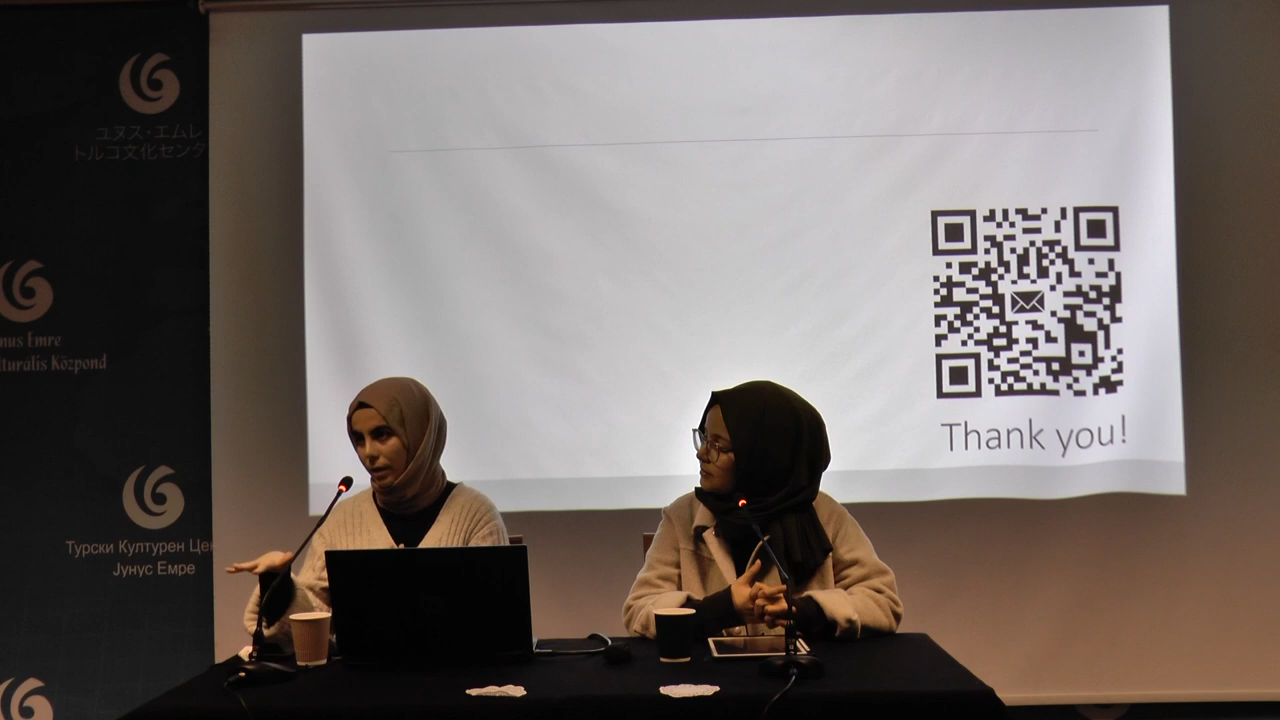 ユヌス・エムレ
トルコ文化センタ
nus Emre
lturális Központ
Турски Културен Це
Јунус Емре
Thank you!